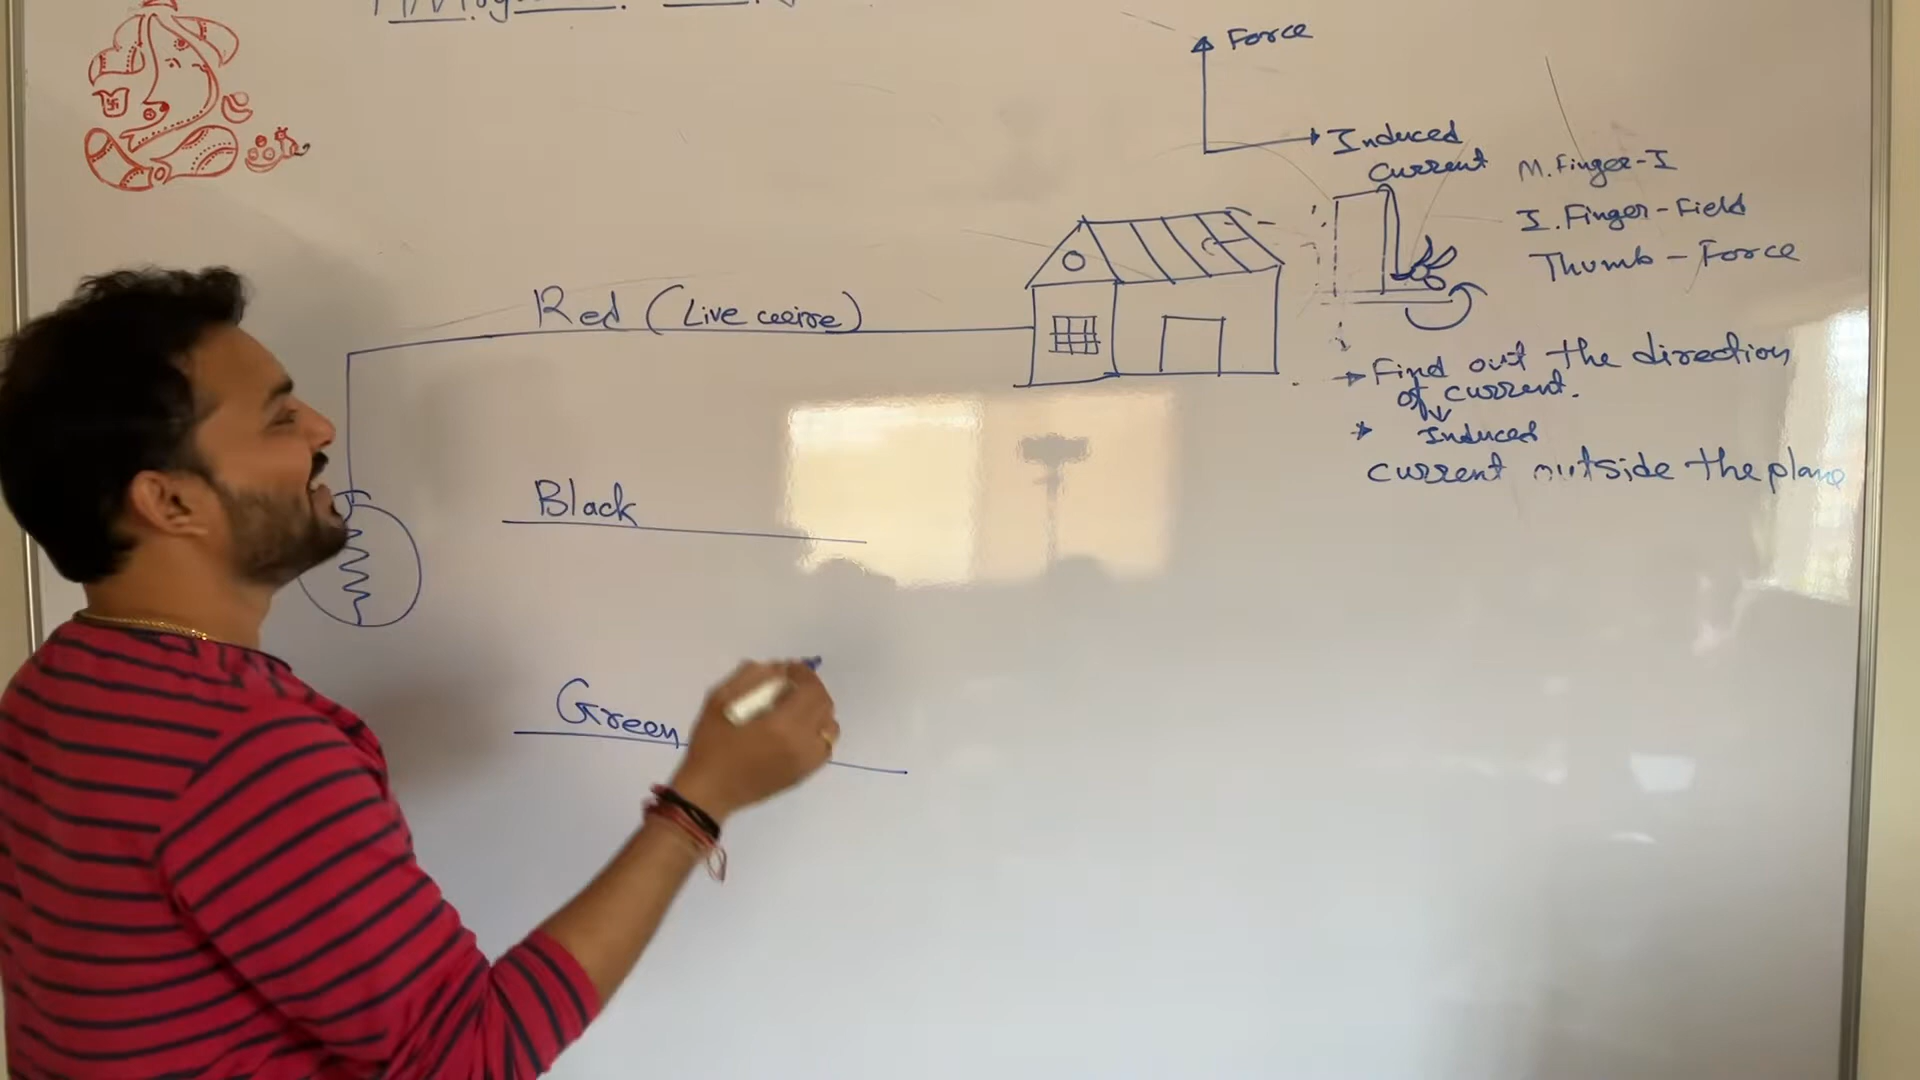 Force
Induced
Current
M. Finger-I
I. Finger-Field
Thumb-Force
Red (Live weire)
Find out the direction
of current.
Induced
current outside the plane
Black
Green